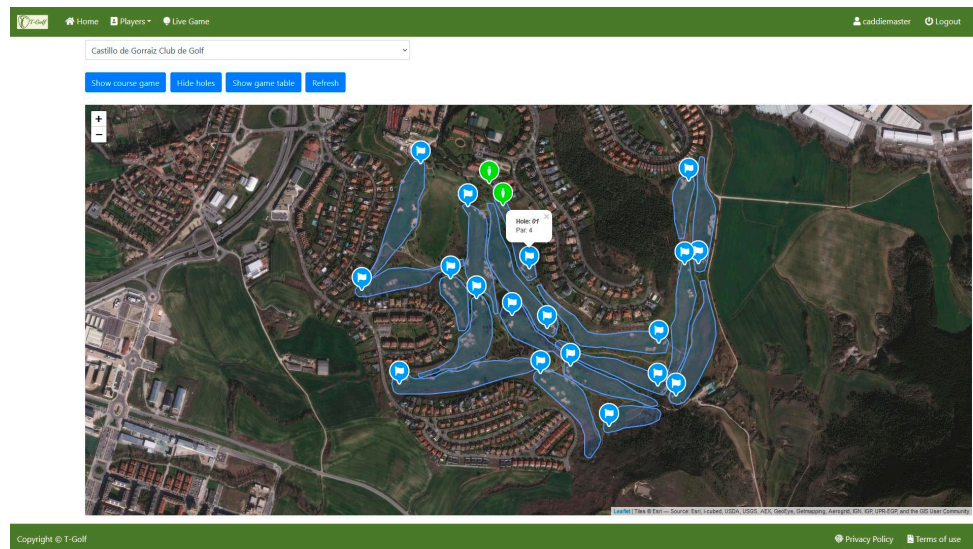 T-Golf Home Players Live Game caddiemaster Logout
Castillo de Gorraiz Club de Golf
Show course game Hide holes Show game table Refresh
+
−
Hole: 01
Par: 4
Leaflet | Tiles © Esri — Source: Esri, i-cubed, USDA, USGS, AEX, GeoEye, Getmapping, Aerogrid, IGN, IGP, UPR-EGP, and the GIS User Community
Copyright © T-Golf Privacy Policy Terms of use